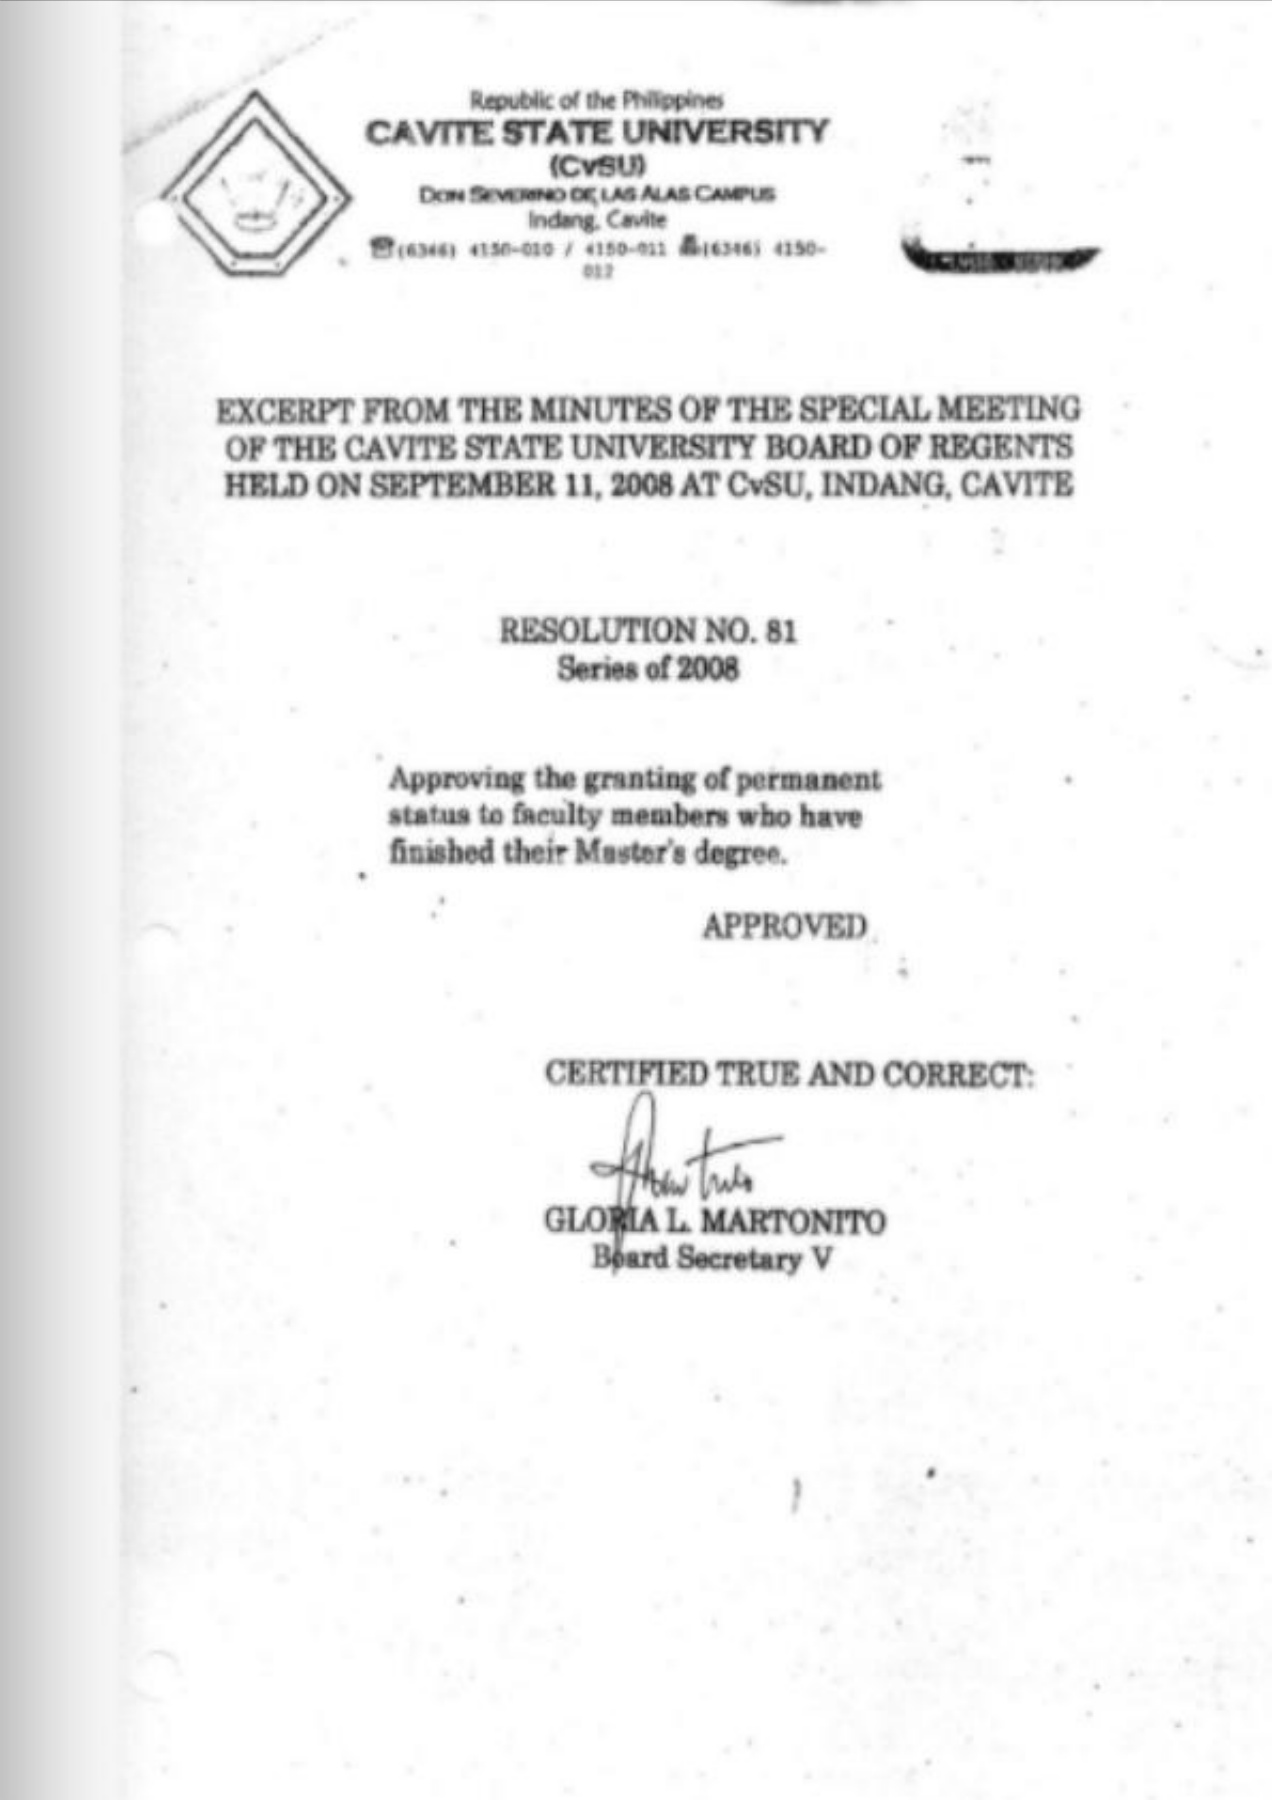 Republic of the Philippines
CAVITE STATE UNIVERSITY
(CvSU)
DON SEVERINO DE LAS ALAS CAMPUS
Indang, Cavite
☎(6346) 4150-010 / 4150-011 (6346) 4150-
012
EXCERPT FROM THE MINUTES OF THE SPECIAL MEETING
OF THE CAVITE STATE UNIVERSITY BOARD OF REGENTS
HELD ON SEPTEMBER 11, 2008 AT CvSU, INDANG, CAVITE
RESOLUTION NO. 81
Series of 2008
Approving the granting of permanent
status to faculty members who have
finished their Master's degree.
APPROVED
CERTIFIED TRUE AND CORRECT:
GLORIA L. MARTONITO
Board Secretary V